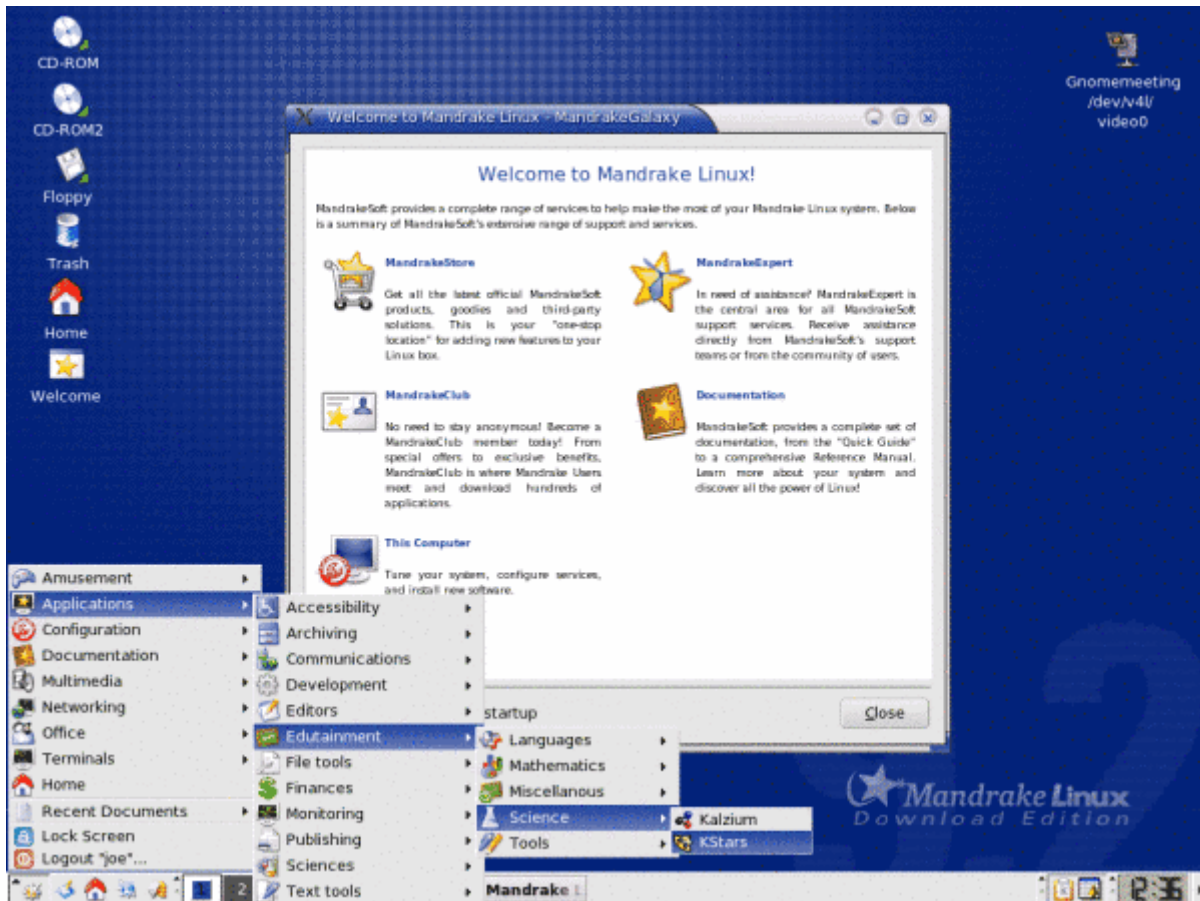 CD-ROM
CD-ROM2
Floppy
Trash
Home
Welcome
Gnomemeeting
/dev/v4l/
video0
Welcome to Mandrake Linux - MandrakeGalaxy
Welcome to Mandrake Linux!
MandrakeSoft provides a complete range of services to help make the most of your Mandrake Linux system. Below
is a summary of MandrakeSoft's extensive range of support and services.
MandrakeStore
Get all the latest official MandrakeSoft
products, goodies and third-party
solutions. This is your "one-stop
location" for adding new features to your
Linux box.
MandrakeExpert
In need of assistance? MandrakeExpert is
the central area for all MandrakeSoft
support services. Receive assistance
directly from MandrakeSoft's support
teams or from the community of users.
MandrakeClub
No need to stay anonymous! Become a
MandrakeClub member today! From
special offers to exclusive benefits,
MandrakeClub is where Mandrake Users
meet and download hundreds of
applications.
Documentation
MandrakeSoft provides a complete set of
documentation, from the "Quick Guide"
to a comprehensive Reference Manual.
Learn more about your system and
discover all the power of Linux!
This Computer
Tune your system, configure services,
and install new software.
startup
Close
Amusement
Applications
Configuration
Documentation
Multimedia
Networking
Office
Terminals
Home
Recent Documents
Lock Screen
Logout "joe"...
Accessibility
Archiving
Communications
Development
Editors
Edutainment
File tools
Finances
Monitoring
Publishing
Sciences
Text tools
Languages
Mathematics
Miscellanous
Science
Tools
Kalzium
KStars
9.2
Mandrake Linux
Download Edition
1
2
Mandrake L
12:36